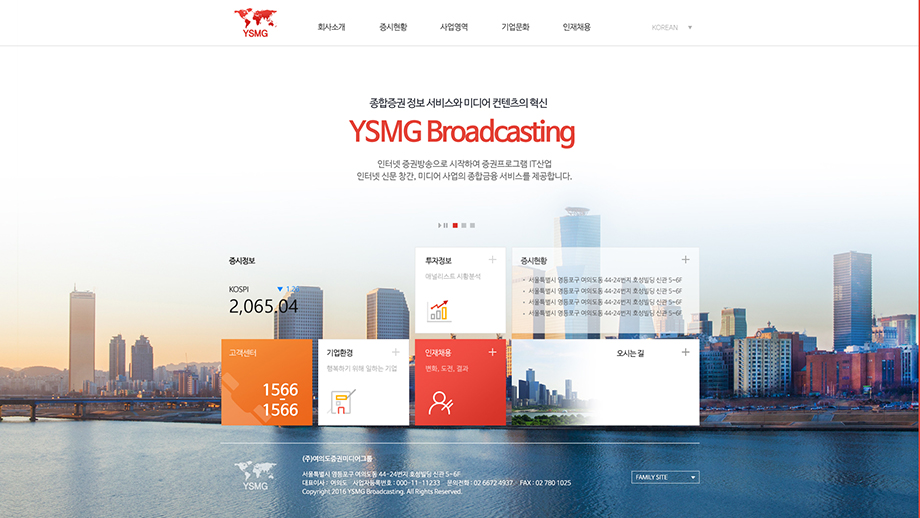 YSMG
회사소개
증시현황
사업영역
기업문화
인재채용
KOREAN
종합증권 정보 서비스와 미디어 컨텐츠의 혁신
YSMG Broadcasting
인터넷 증권방송으로 시작하여 증권프로그램 IT산업
인터넷 신문 창간, 미디어 사업의 종합금융 서비스를 제공합니다.
증시정보
KOSPI
2,065.04
투자정보
애널리스트 시황분석
증시현황
서울특별시 영등포구 여의도동 44-24번지 호성빌딩 신관 5~6F
서울특별시 영등포구 여의도동 44-24번지 호성빌딩 신관 5~6F
서울특별시 영등포구 여의도동 44-24번지 호성빌딩 신관 5~6F
서울특별시 영등포구 여의도동 44-24번지 호성빌딩 신관 5~6F
고객센터
1566
-
1566
기업환경
행복하기 위해 일하는 기업
인재채용
변화, 도전, 결과
오시는 길
YSMG
(주)여의도증권미디어그룹
서울특별시 영등포구 여의도동 44-24번지 호성빌딩 신관 5~6F
대표이사 : 여의도 사업자등록번호 : 000-11-11233 문의전화 : 02 6672 4937 FAX : 02 780 1025
Copyright 2016 YSMG Broadcasting. All Rights Reserved.
FAMILY SITE